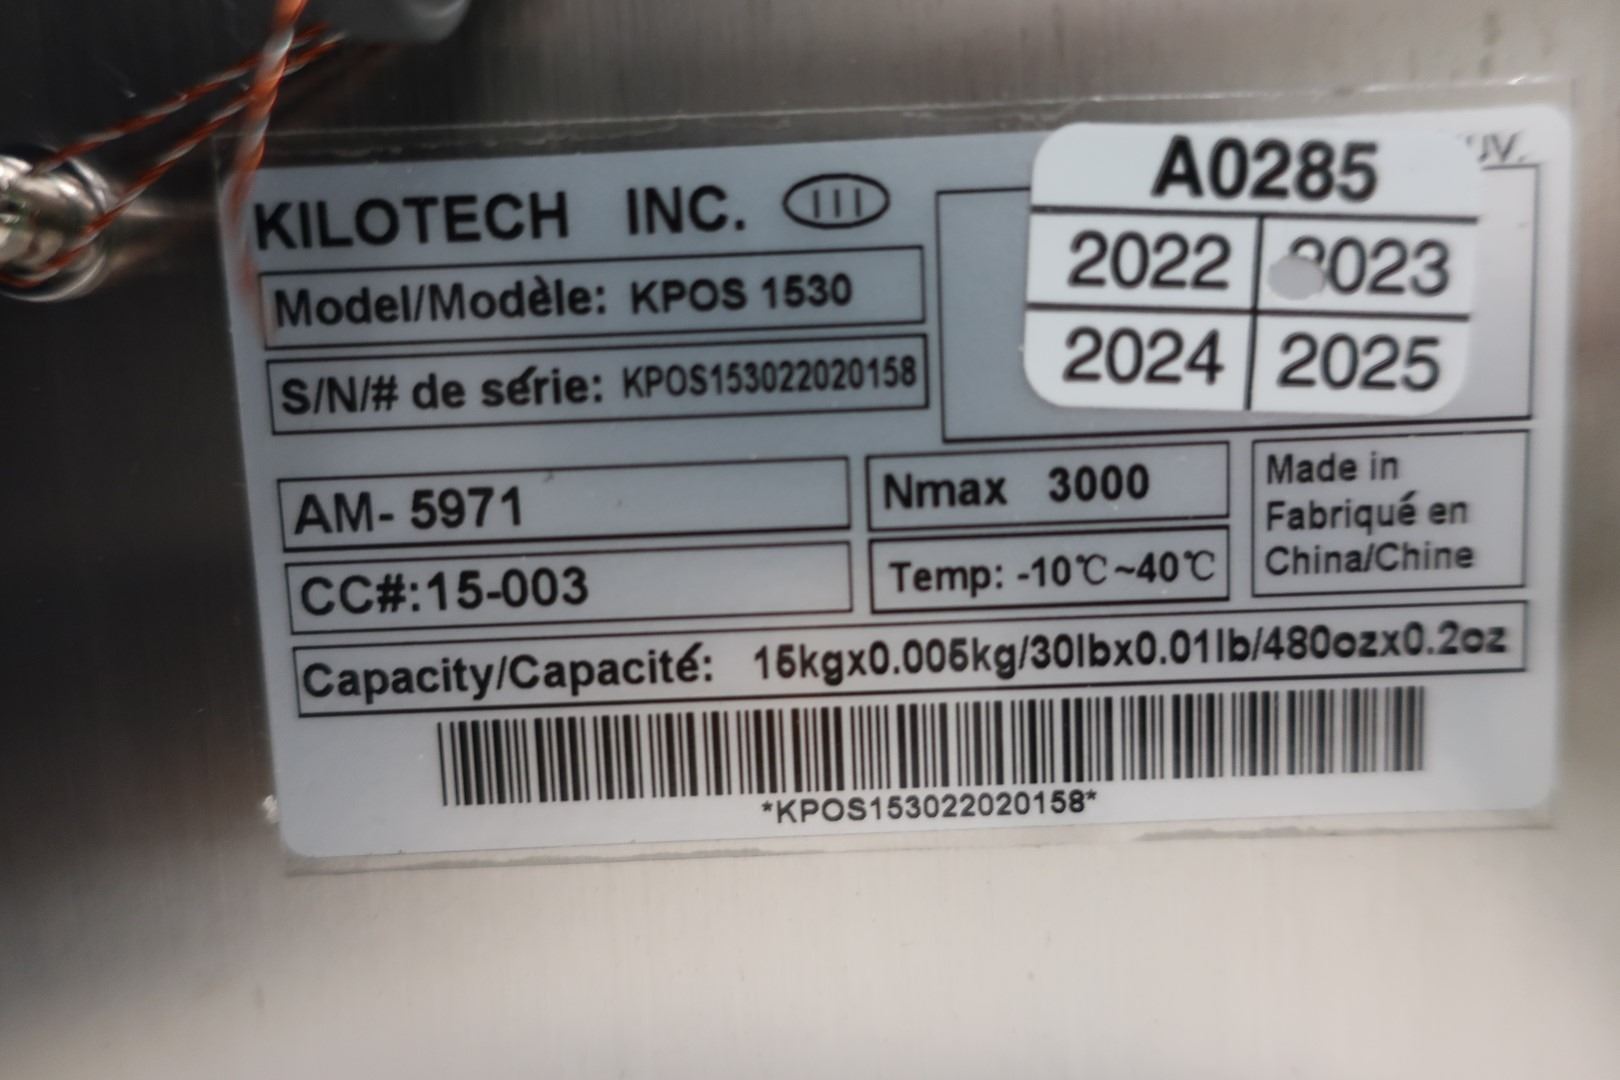 KILOTECH INC. III
Model/Modèle: KPOS 1530
S/N/# de série: KPOS153022020158
A0285
2022 2023
2024 2025
AM- 5971
CC#:15-003
Nmax 3000
Temp: -10℃~40℃
Made in
Fabriqué en
China/Chine
Capacity/Capacité: 15kgx0.005kg/30lbx0.01lb/480ozx0.2oz
*KPOS153022020158*